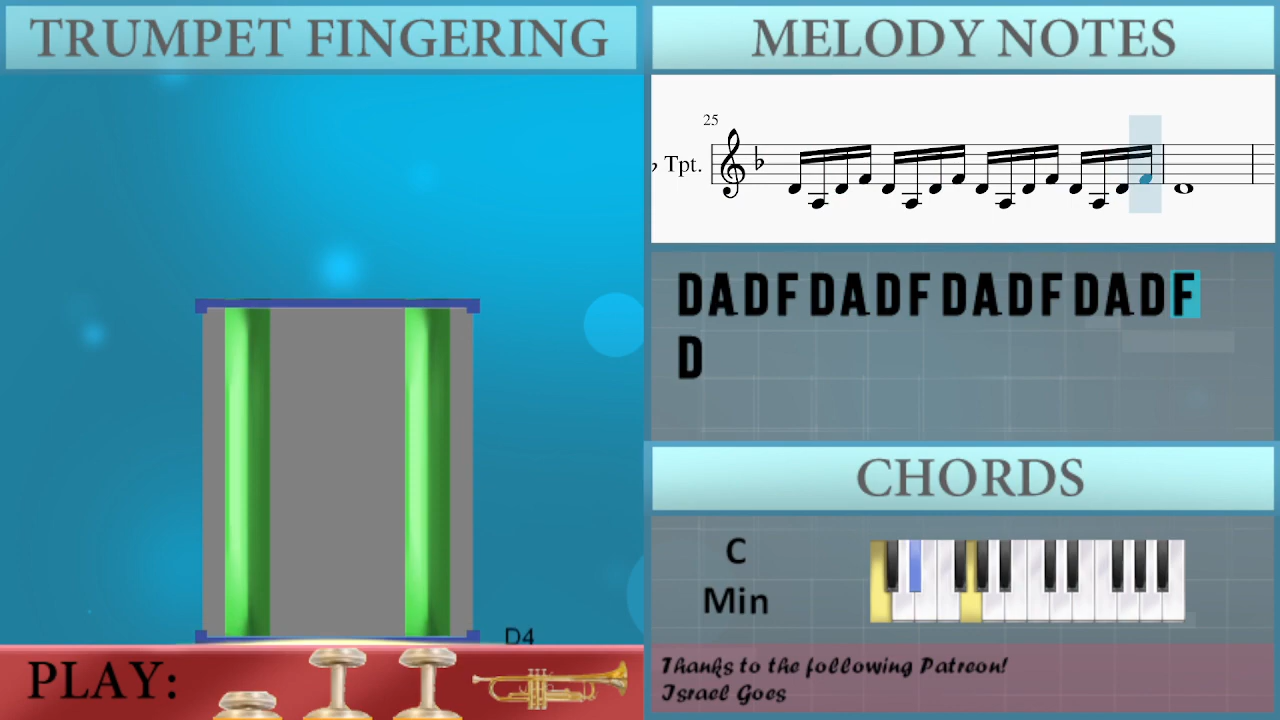 TRUMPET FINGERING
MELODY NOTES
25
♭ Tpt.
DADF DADF DADF DADF
D
CHORDS
C
Min
D4
PLAY:
Thanks to the following Patreon!
Israel Goes